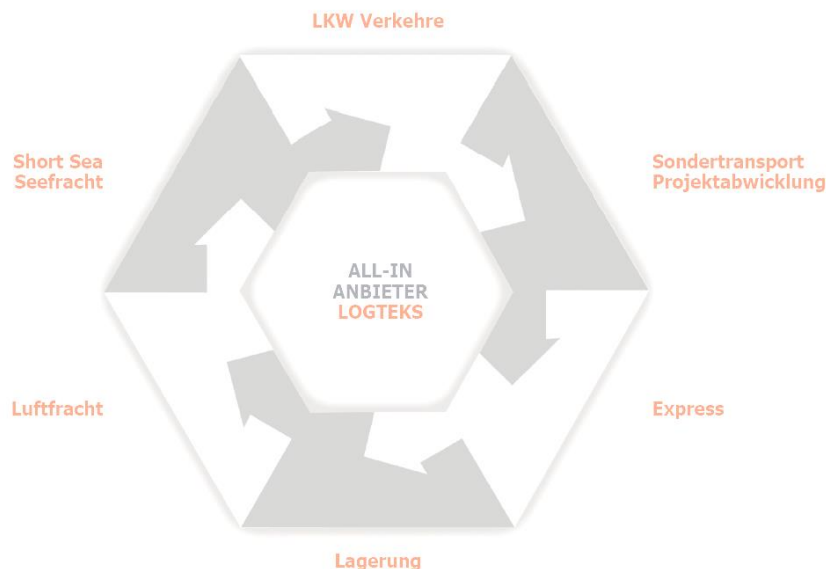 LKW Verkehre
Short Sea
Seefracht
Sondertransport
Projektabwicklung
ALL-IN
ANBIETER
LOGTEKS
Luftfracht
Express
Lagerung